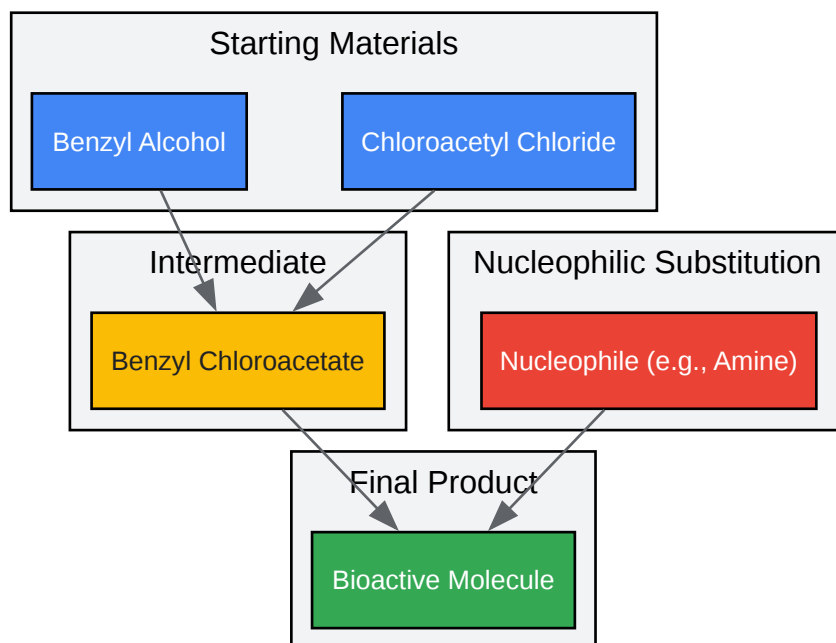 Starting Materials
Benzyl Alcohol
Chloroacetyl Chloride
Intermediate
Nucleophilic Substitution
Benzyl Chloroacetate
Nucleophile (e.g., Amine)
Final Product
Bioactive Molecule